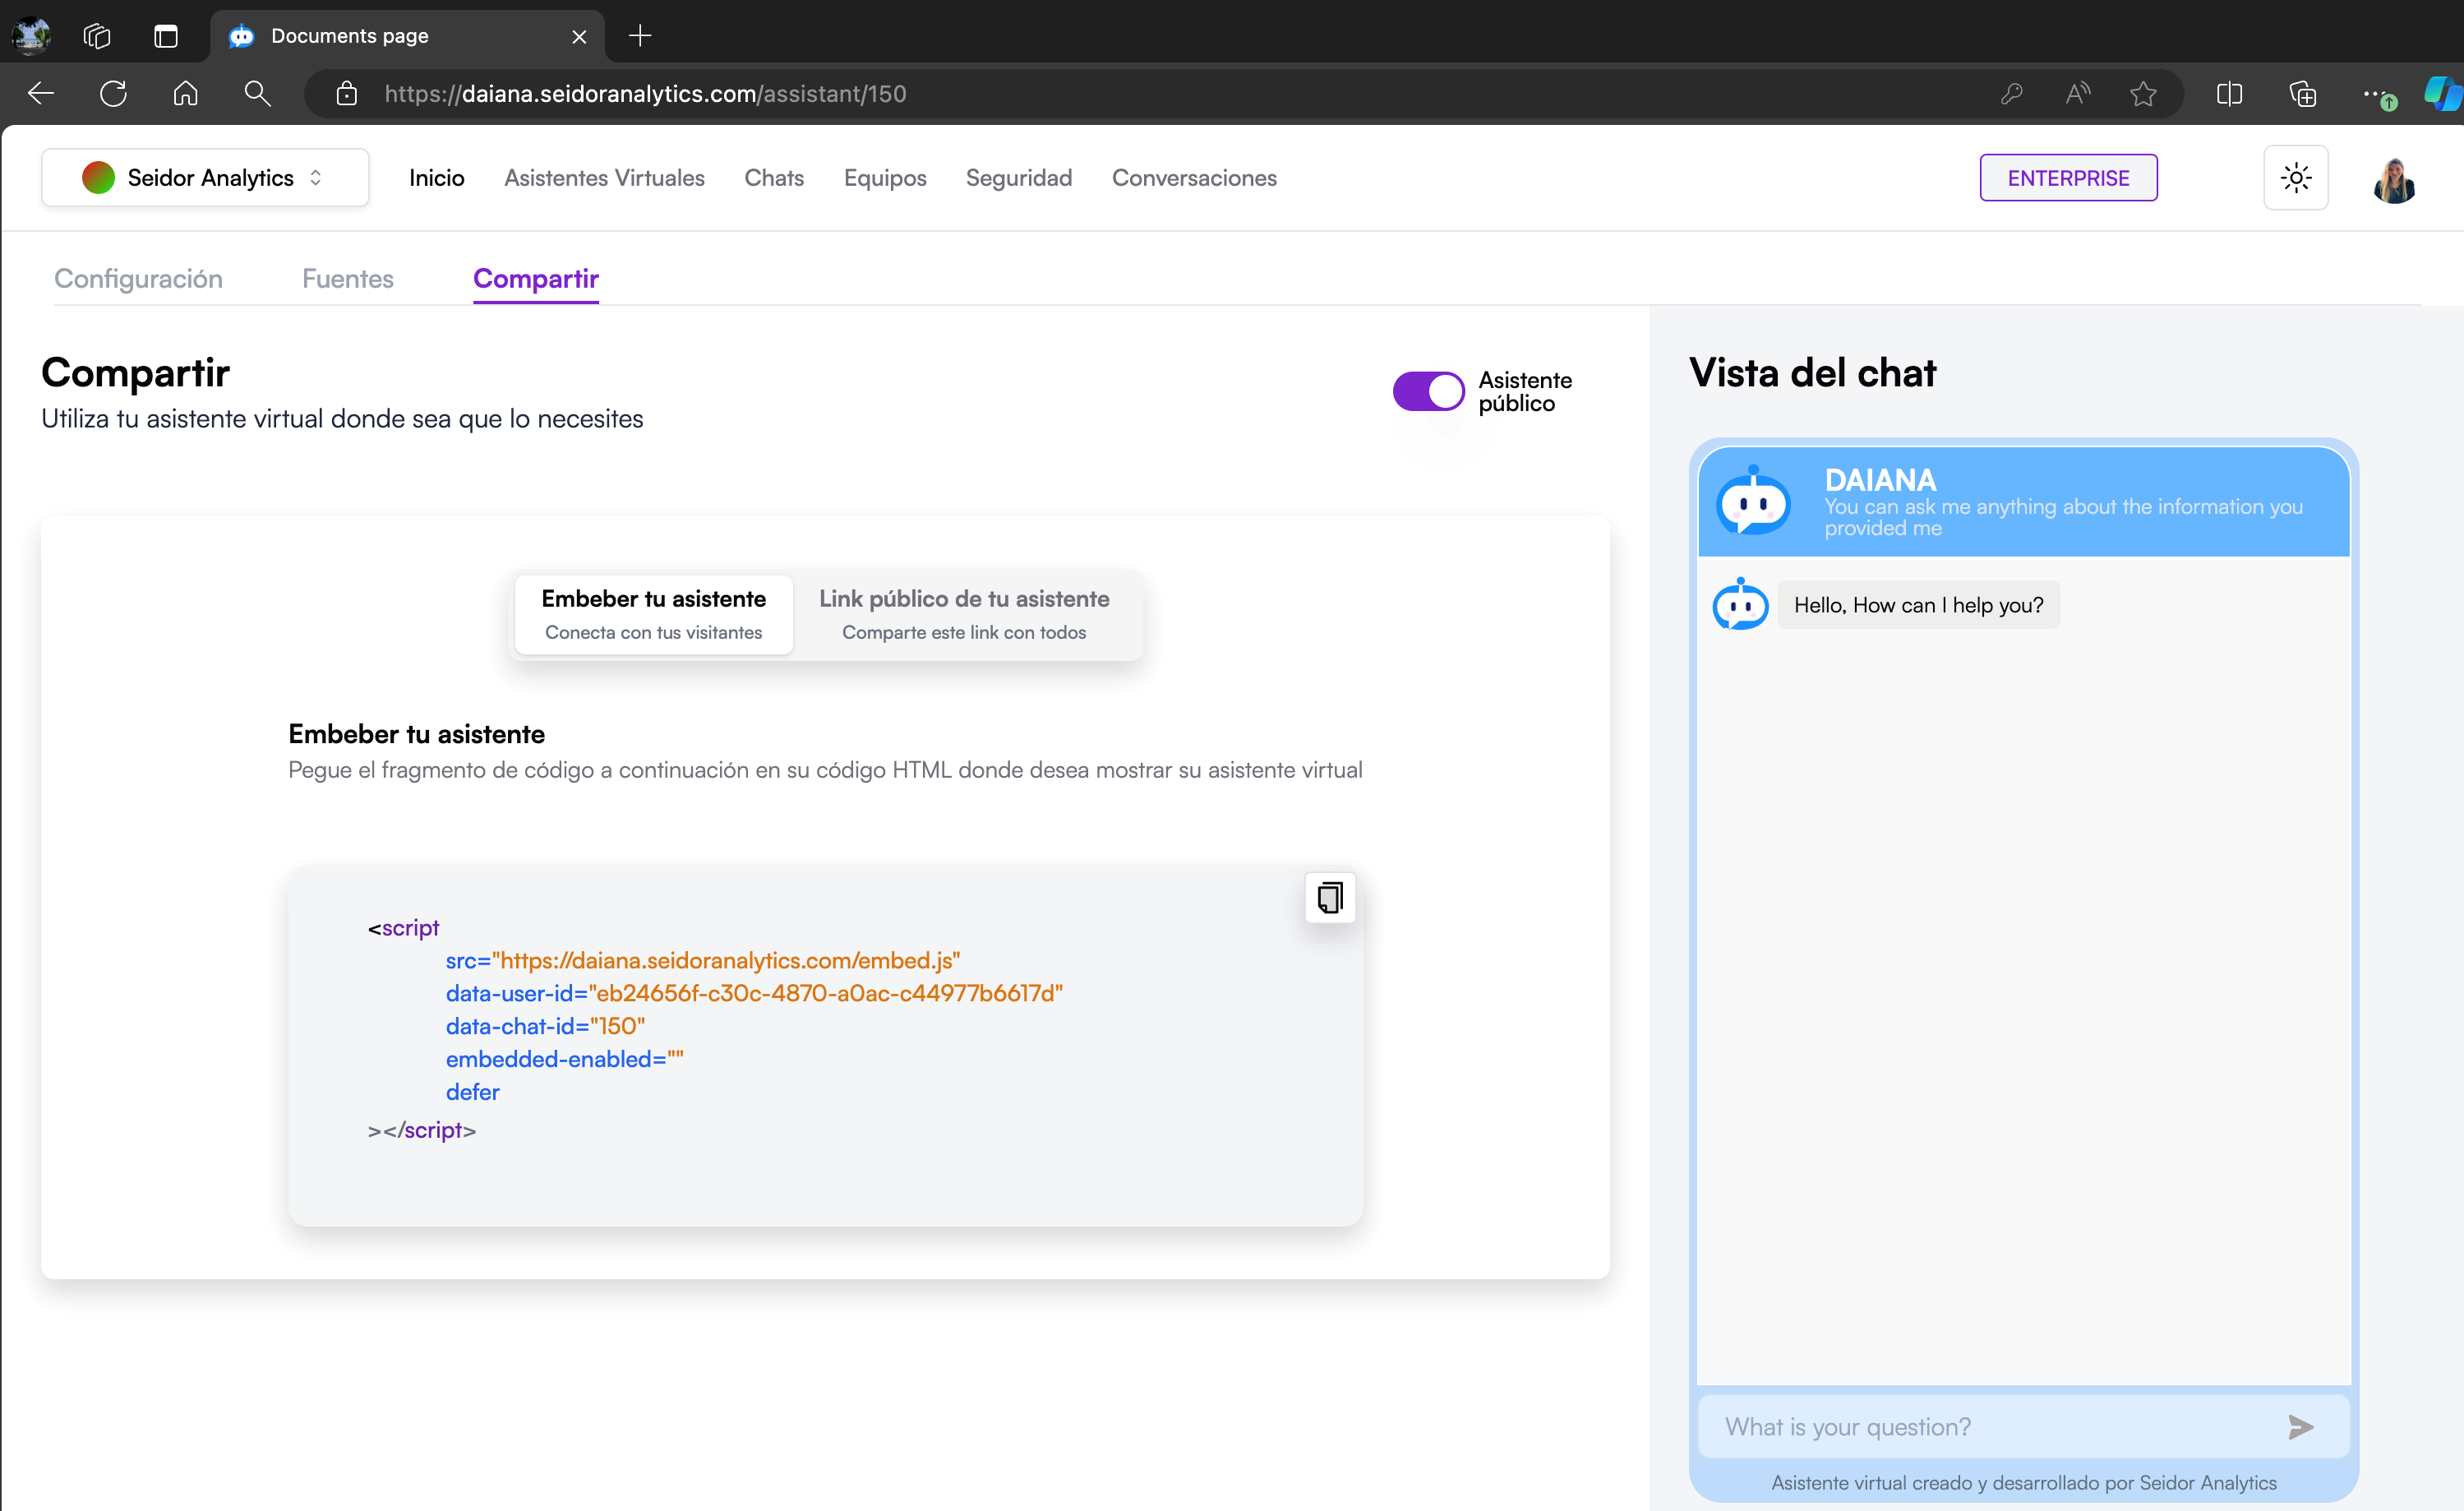 Documents page
https://daiana.seidoranalytics.com/assistant/150
Seidor Analytics
Inicio
Asistentes Virtuales
Chats
Equipos
Seguridad
Conversaciones
ENTERPRISE
Configuración
Fuentes
Compartir
Compartir
Utiliza tu asistente virtual donde sea que lo necesites
Asistente
público
Embeber tu asistente
Conecta con tus visitantes
Link público de tu asistente
Comparte este link con todos
Embeber tu asistente
Pegue el fragmento de código a continuación en su código HTML donde desea mostrar su asistente virtual
<script
src="https://daiana.seidoranalytics.com/embed.js"
data-user-id="eb24656f-c30c-4870-a0ac-c44977b6617d"
data-chat-id="150"
embedded-enabled=""
defer
></script>
Vista del chat
DAIANA
You can ask me anything about the information you
provided me
Hello, How can I help you?
What is your question?
Asistente virtual creado y desarrollado por Seidor Analytics